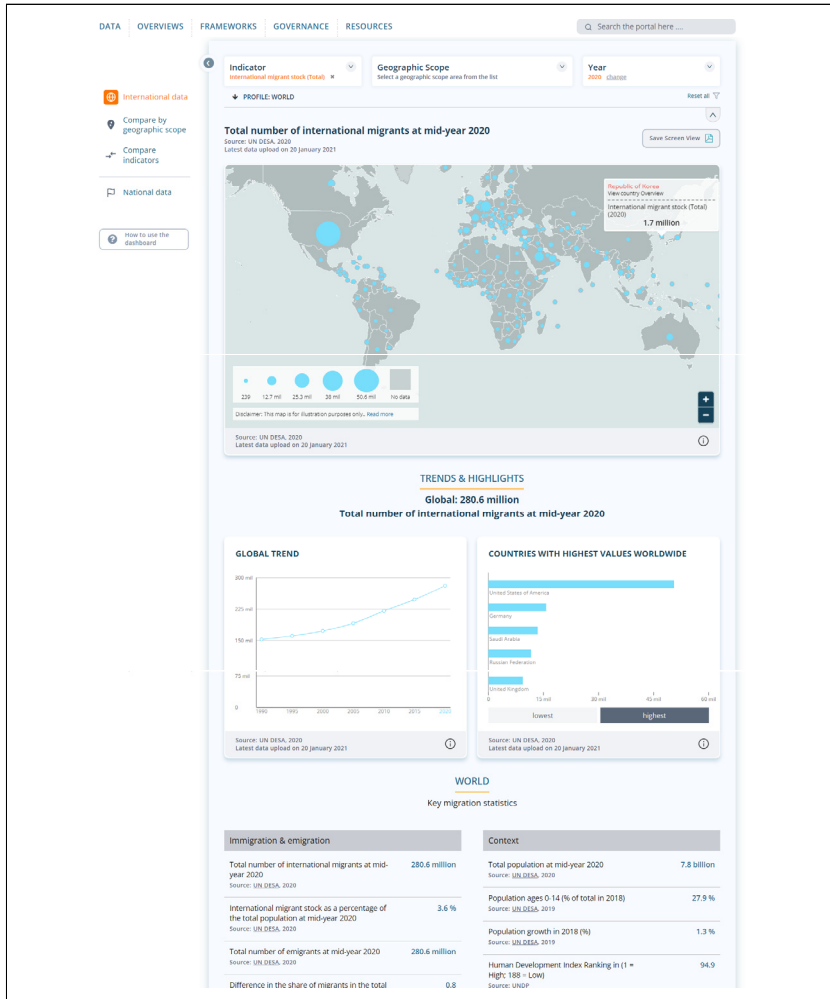 DATA OVERVIEWS FRAMEWORKS GOVERNANCE RESOURCES
Search the portal here ....
Indicator
International migrant stock (Total) ×
Geographic Scope
Select a geographic scope area from the list
Year
2020 change
PROFILE: WORLD
Reset all
International data
Compare by
geographic scope
Compare
indicators
National data
How to use the
dashboard
Total number of international migrants at mid-year 2020
Source: UN DESA, 2020
Latest data upload on 20 January 2021
Save Screen View
Republic of Korea
View country Overview
International migrant stock (Total)
(2020)
1.7 million
239 12.7 mil 25.3 mil 38 mil 50.6 mil No data
Disclaimer: This map is for illustration purposes only.. Read more
+
−
Source: UN DESA, 2020
Latest data upload on 20 January 2021
TRENDS & HIGHLIGHTS
Global: 280.6 million
Total number of international migrants at mid-year 2020
GLOBAL TREND
300 mil
225 mil
150 mil
75 mil
0
1990 1995 2000 2005 2010 2015 2020
Source: UN DESA, 2020
Latest data upload on 20 January 2021
COUNTRIES WITH HIGHEST VALUES WORLDWIDE
United States of America
Germany
Saudi Arabia
Russian Federation
United Kingdom
0 15 mil 30 mil 45 mil 60 mil
lowest highest
Source: UN DESA, 2020
Latest data upload on 20 January 2021
WORLD
Key migration statistics
Immigration & emigration
Total number of international migrants at mid-
year 2020
280.6 million
Source: UN DESA, 2020
International migrant stock as a percentage of
the total population at mid-year 2020
3.6 %
Source: UN DESA, 2020
Total number of emigrants at mid-year 2020
280.6 million
Source: UN DESA, 2020
Difference in the share of migrants in the total
0.8
Context
Total population at mid-year 2020
7.8 billion
Source: UN DESA, 2020
Population ages 0-14 (% of total in 2018)
27.9 %
Source: UN DESA, 2019
Population growth in 2018 (%)
1.3 %
Source: UN DESA, 2019
Human Development Index Ranking in (1 =
High; 188 = Low)
94.9
Source: UNDP